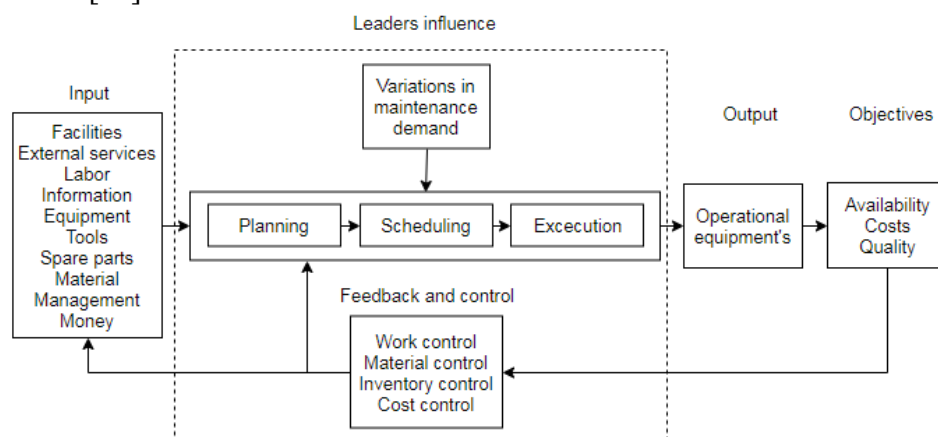 Leaders influence
Variations in
maintenance
demand
Input
Facilities
External services
Labor
Information
Equipment
Tools
Spare parts
Material
Management
Money
Planning
Scheduling
Excecution
Output
Operational
equipment's
Objectives
Availability
Costs
Quality
Feedback and control
Work control
Material control
Inventory control
Cost control